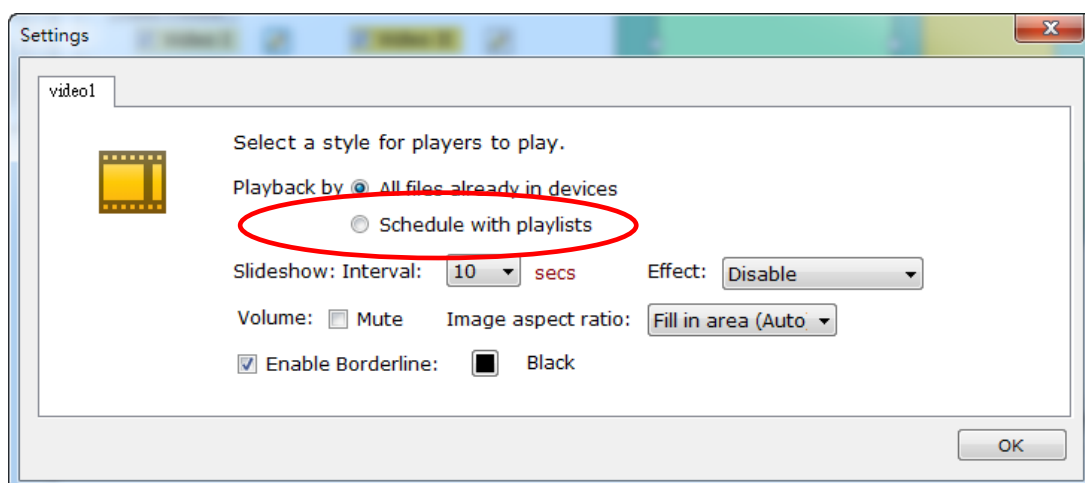 Settings
video1
Select a style for players to play.
Playback by All files already in devices
Schedule with playlists
Slideshow: Interval: 10 secs Effect: Disable
Volume: Mute Image aspect ratio: Fill in area (Auto
Enable Borderline: Black
OK